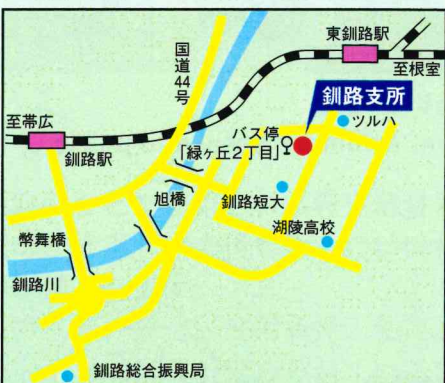 東釧路駅
至根室
国道44号
釧路支所
ツルハ
至帯広
釧路駅
バス停
「緑ヶ丘2丁目」
旭橋
釧路短大
湖陵高校
幣舞橋
釧路川
釧路総合振興局